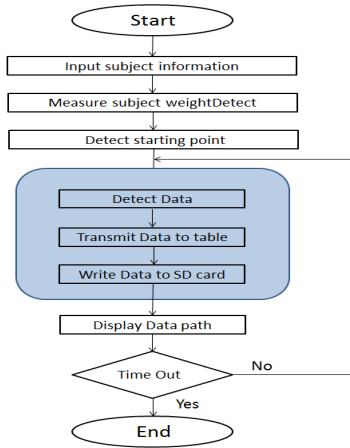 Start
Input subject information
Measure subject weightDetect
Detect starting point
Detect Data
Transmit Data to table
Write Data to SD card
Display Data path
Time Out
No
Yes
End